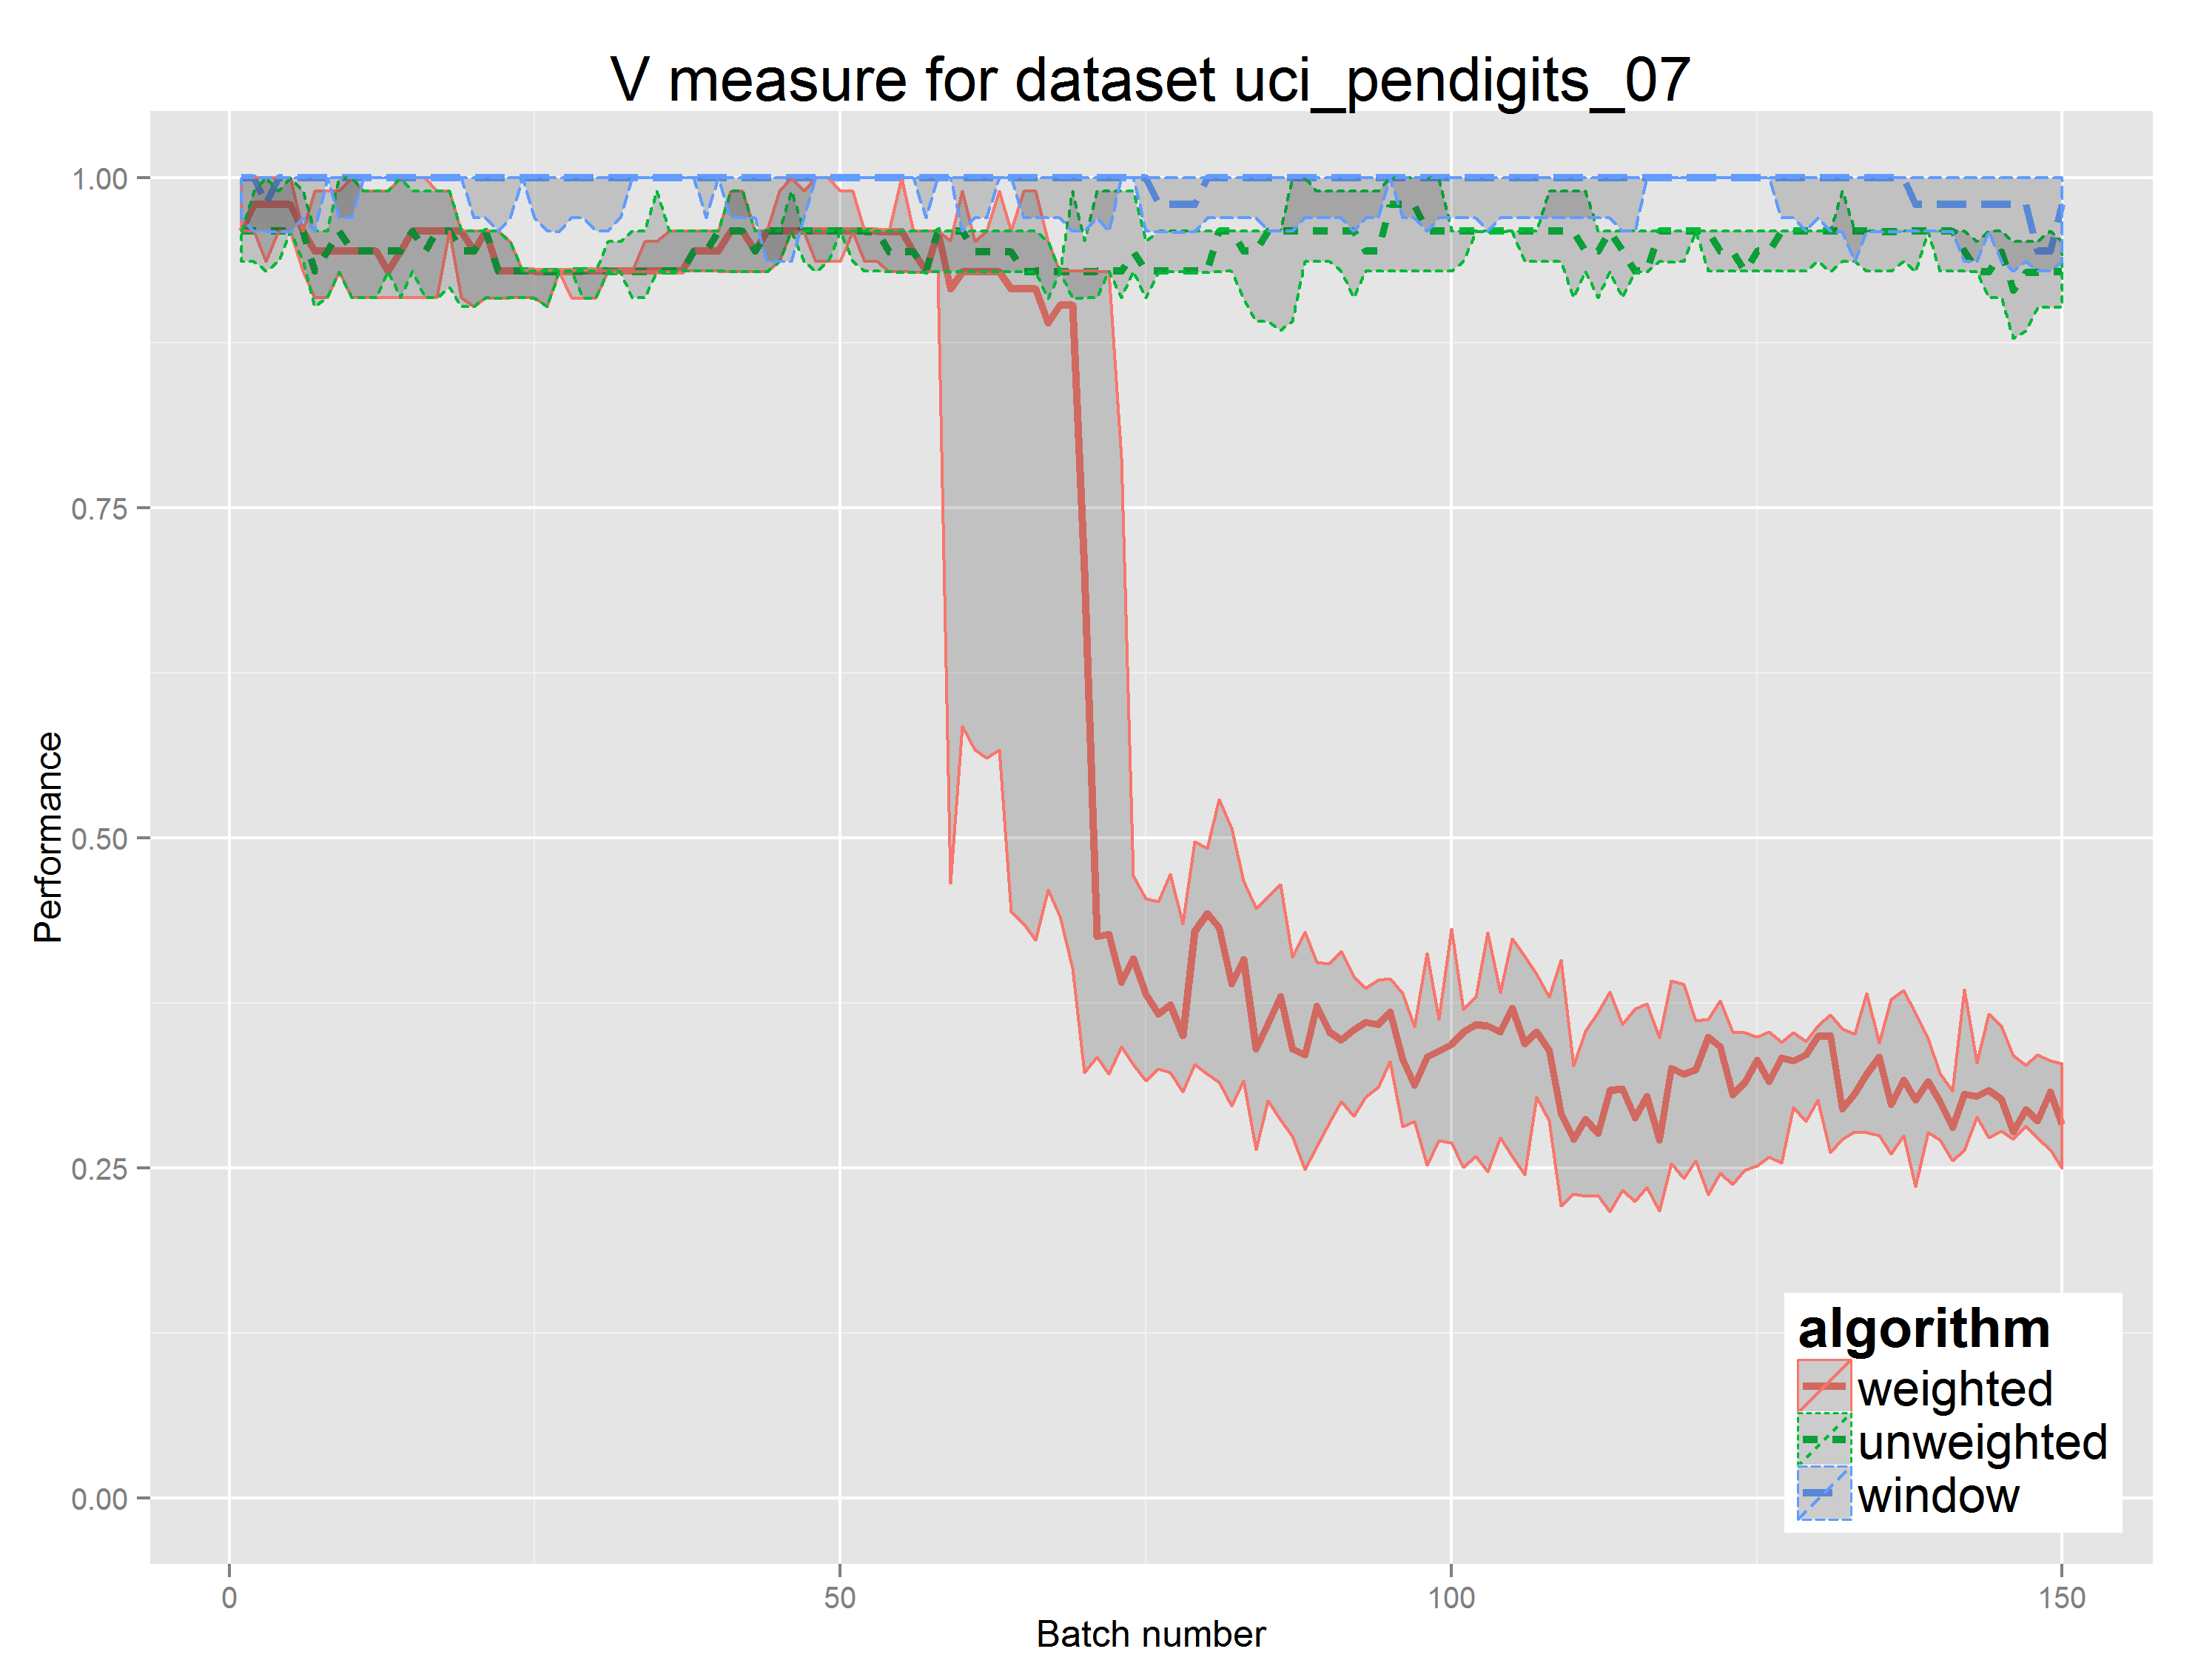 V measure for dataset uci_pendigits_07
1.00
0.75
0.50
0.25
0.00
Performance
0
50
100
150
Batch number
algorithm
weighted
unweighted
window